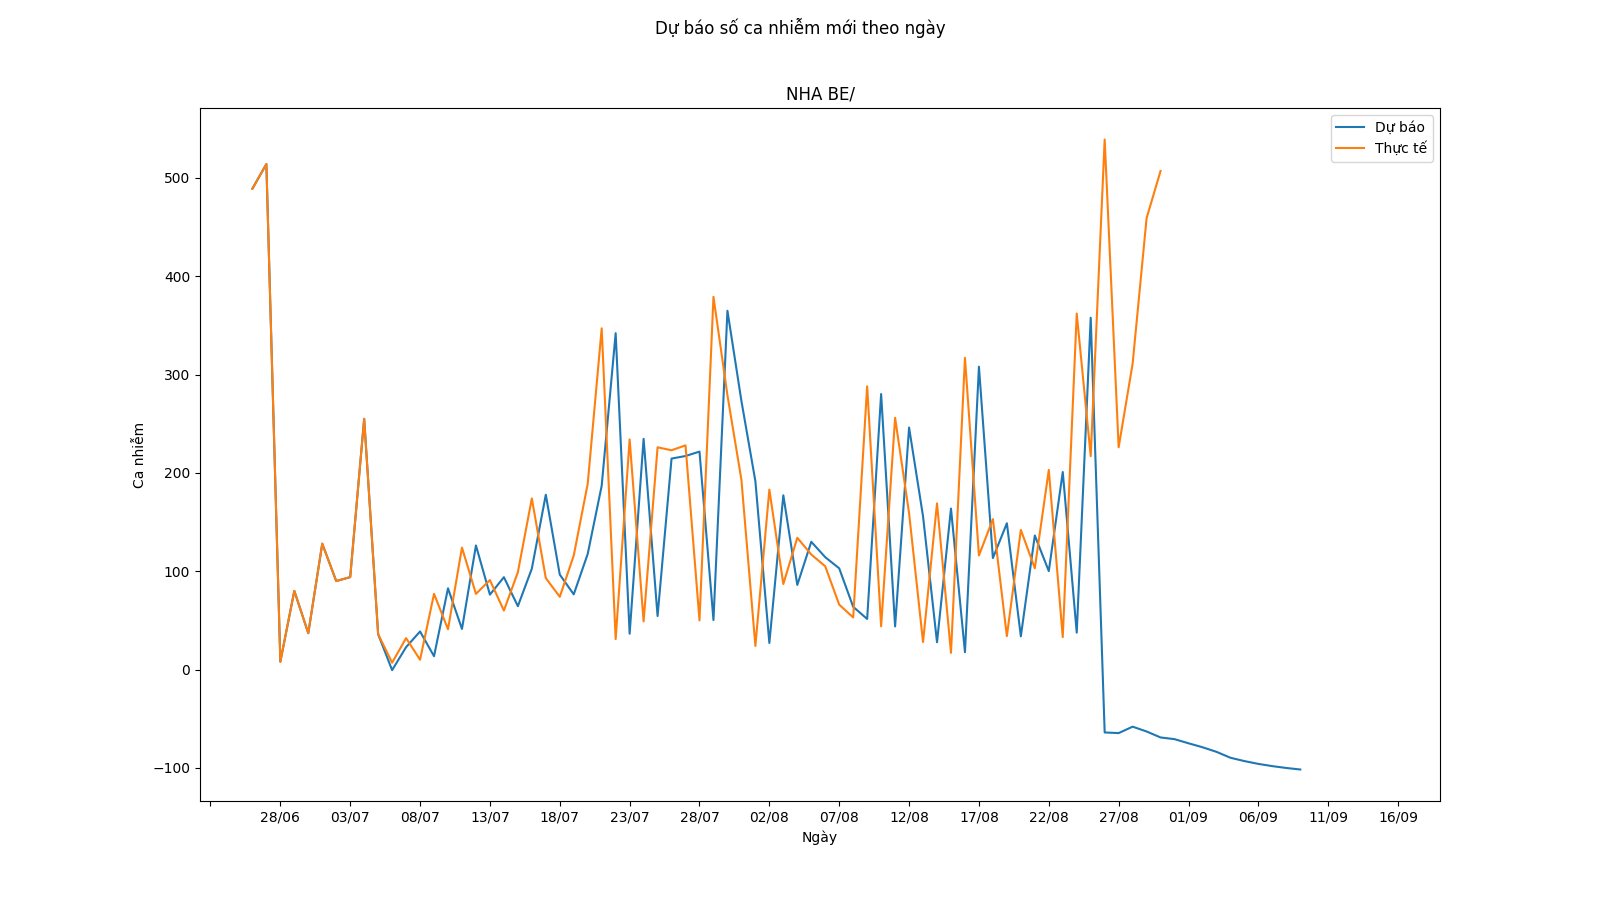 Dự báo số ca nhiễm mới theo ngày
NHA BE/
Dự báo
Thực tế
500
400
300
200
100
0
−100
Ca nhiễm
28/06 03/07 08/07 13/07 18/07 23/07 28/07 02/08 07/08 12/08 17/08 22/08 27/08 01/09 06/09 11/09 16/09
Ngày